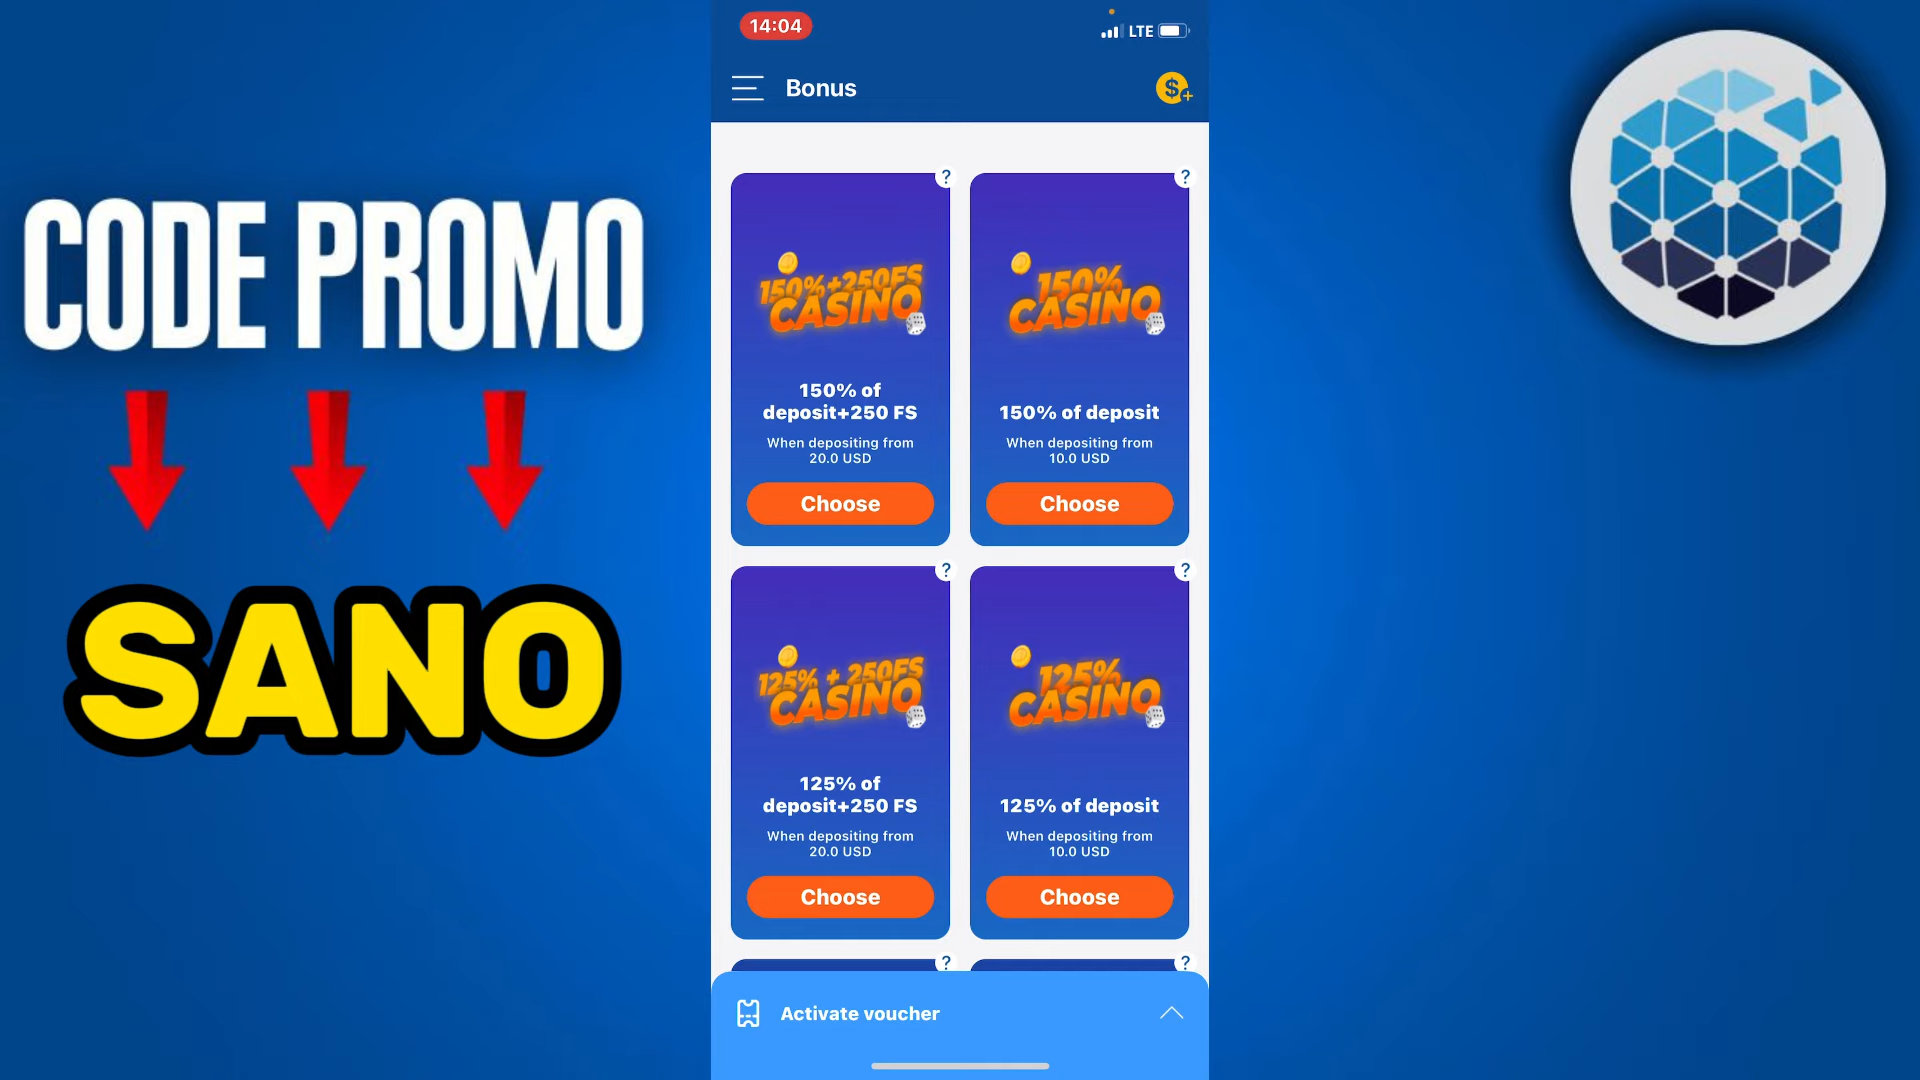 CODE PROMO
SANO
14:04
LTE
Bonus
?
?
150%+250FS
CASINO
150% of
deposit+250 FS
When depositing from
20.0 USD
Choose
150%
CASINO
150% of deposit
When depositing from
10.0 USD
Choose
?
?
125% + 250FS
CASINO
125% of
deposit+250 FS
When depositing from
20.0 USD
Choose
125%
CASINO
125% of deposit
When depositing from
10.0 USD
Choose
?
?
Activate voucher